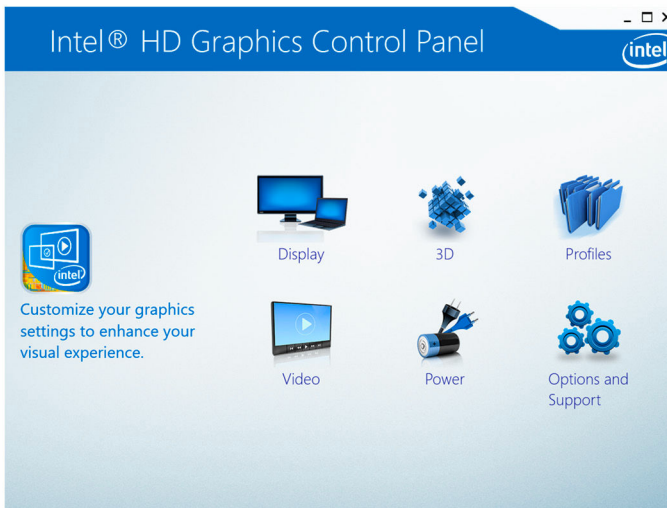 Intel® HD Graphics Control Panel
intel
Display
3D
Profiles
intel
Customize your graphics
settings to enhance your
visual experience.
Video
Power
Options and
Support